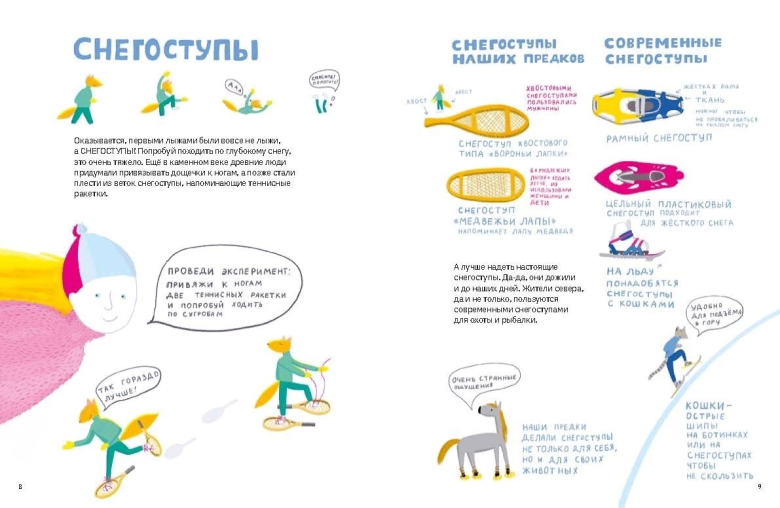 СНЕГОСТУПЫ
ААА
СПАСИТЕ!
ПОМОГИТЕ!
Оказывается, первыми лыжами были вовсе не лыжи,
а СНЕГОСТУПЫ! Попробуй походить по глубокому снегу,
это очень тяжело. Ещё в каменном веке древние люди
придумали привязывать дощечки к ногам, а позже стали
плести из веток снегоступы, напоминающие теннисные
ракетки.
ПРОВЕДИ ЭКСПЕРИМЕНТ:
ПРИВЯЖИ К НОГАМ
ДВЕ ТЕННИСНЫХ РАКЕТКИ
И ПОПРОБУЙ ХОДИТЬ
ПО СУГРОБАМ
ТАК ГОРАЗДО
ЛУЧШЕ!
8
СНЕГОСТУПЫ
НАШИХ ПРЕДКОВ
ХВОСТ
ХВОСТ
ХВОСТОВЫМИ
СНЕГОСТУПАМИ
ПОЛЬЗОВАЛИСЬ
МУЖЧИНЫ
СНЕГОСТУП ХВОСТОВОГО
ТИПА «ВОРОНЬИ ЛАПКИ»
ХОДИТЬ
ИХ
ИСПОЛЬЗОВАЛИ
ЖЕНЩИНЫ И
ДЕТИ
СНЕГОСТУП
«МЕДВЕЖЬИ ЛАПЫ»
НАПОМИНАЕТ ЛАПУ МЕДВЕДЯ
А лучше надеть настоящие
снегоступы. Да-да, они дожили
и до наших дней. Жители севера,
да и не только, пользуются
современными снегоступами
для охоты и рыбалки.
ОЧЕНЬ СТРАННЫЕ
ОЩУЩЕНИЯ
НАШИ ПРЕДКИ
ДЕЛАЛИ СНЕГОСТУПЫ
НЕ ТОЛЬКО ДЛЯ СЕБЯ,
НО И ДЛЯ СВОИХ
ЖИВОТНЫХ
СОВРЕМЕННЫЕ
СНЕГОСТУПЫ
ЖЁСТКАЯ РАМА
И
ТКАНЬ
НУЖНЫ ЧТОБЫ
НЕ ПРОВАЛИВАТЬСЯ
СНЕГУ
РАМНЫЙ СНЕГОСТУП
ЦЕЛЬНЫЙ ПЛАСТИКОВЫЙ
СНЕГОСТУП ПОДХОДИТ
ДЛЯ ЖЁСТКОГО СНЕГА
НА ЛЬДУ
ПОНАДОБЯТСЯ
СНЕГОСТУПЫ
С КОШКАМИ
УДОБНО
ДЛЯ ПОДЪЁМА
В ГОРУ
КОШКИ –
ОСТРЫЕ
ШИПЫ
НА БОТИНКАХ
ИЛИ НА
СНЕГОСТУПАХ
ЧТОБЫ
НЕ СКОЛЬЗИТЬ
9